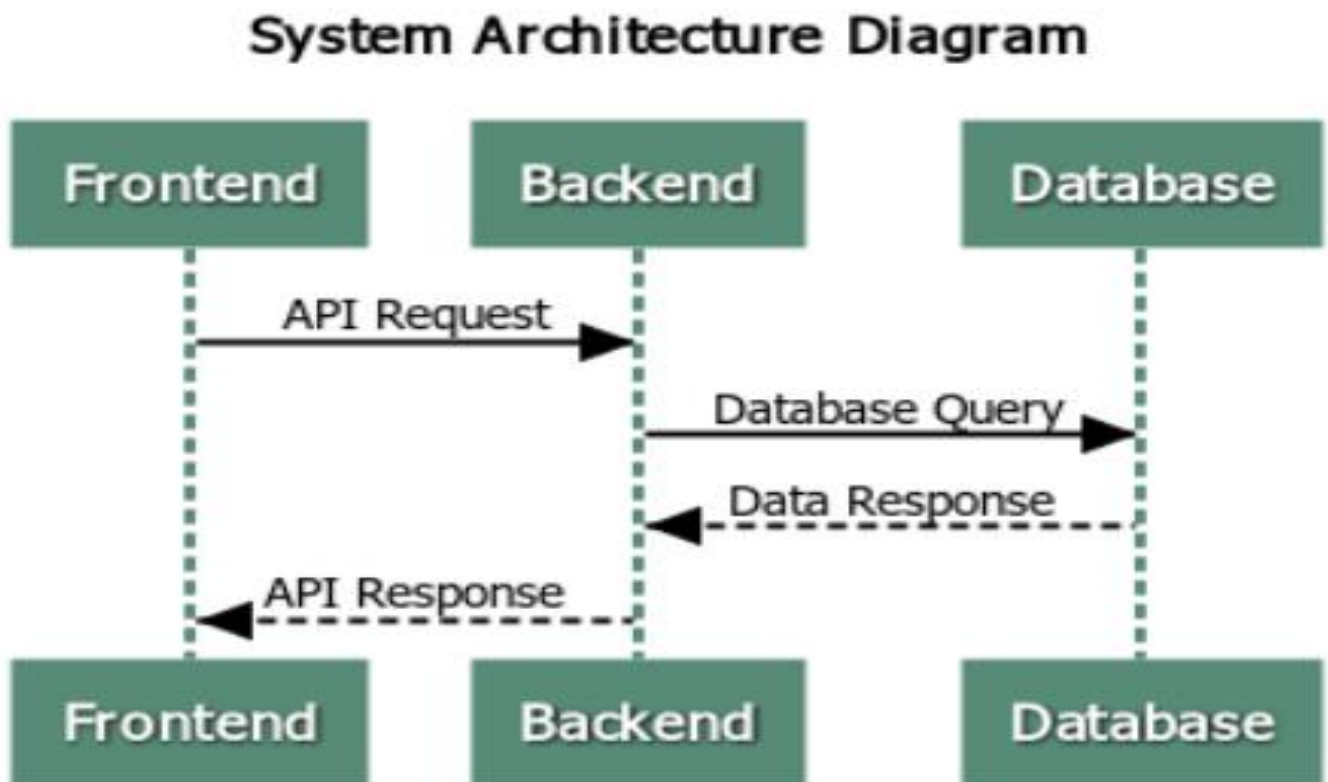 System Architecture Diagram
Frontend Backend Database
API Request
Database Query
Data Response
API Response
Frontend Backend Database